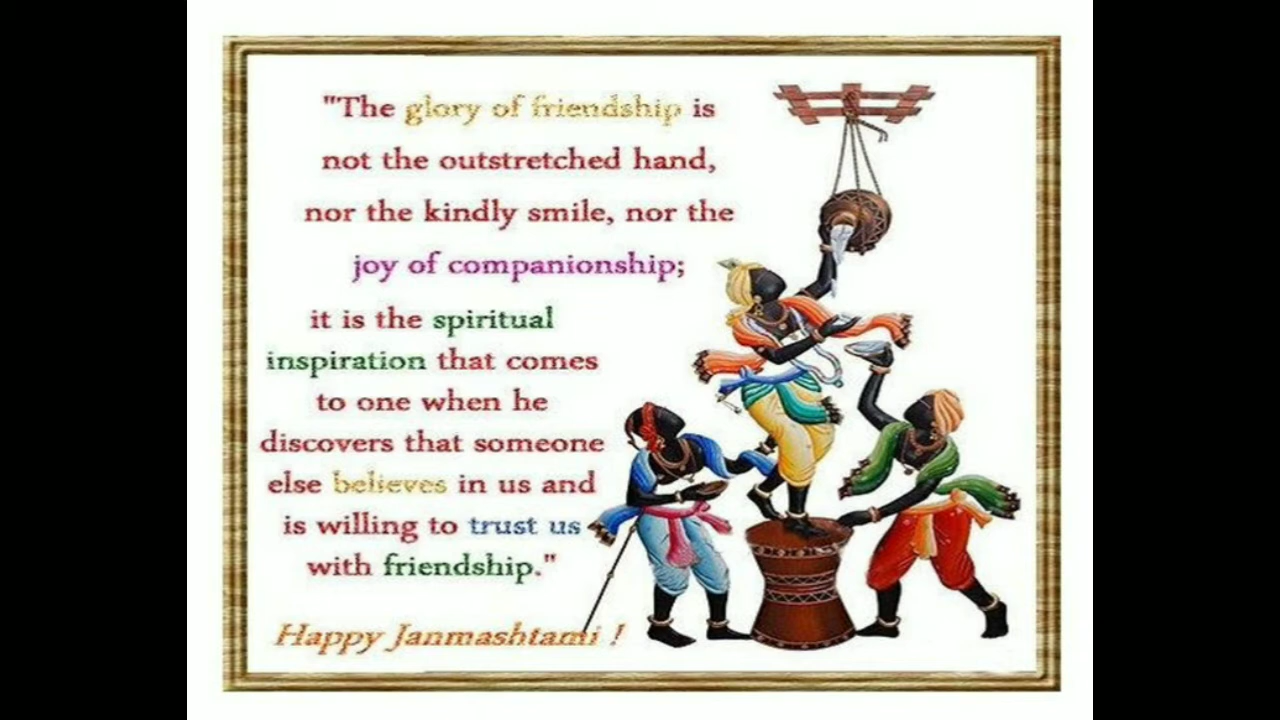 "The glory of friendship is
not the outstretched hand,
nor the kindly smile, nor the
joy of companionship;
it is the spiritual
inspiration that comes
to one when he
discovers that someone
else believes in us and
is willing to trust us
with friendship."
Happy Janmashtami !